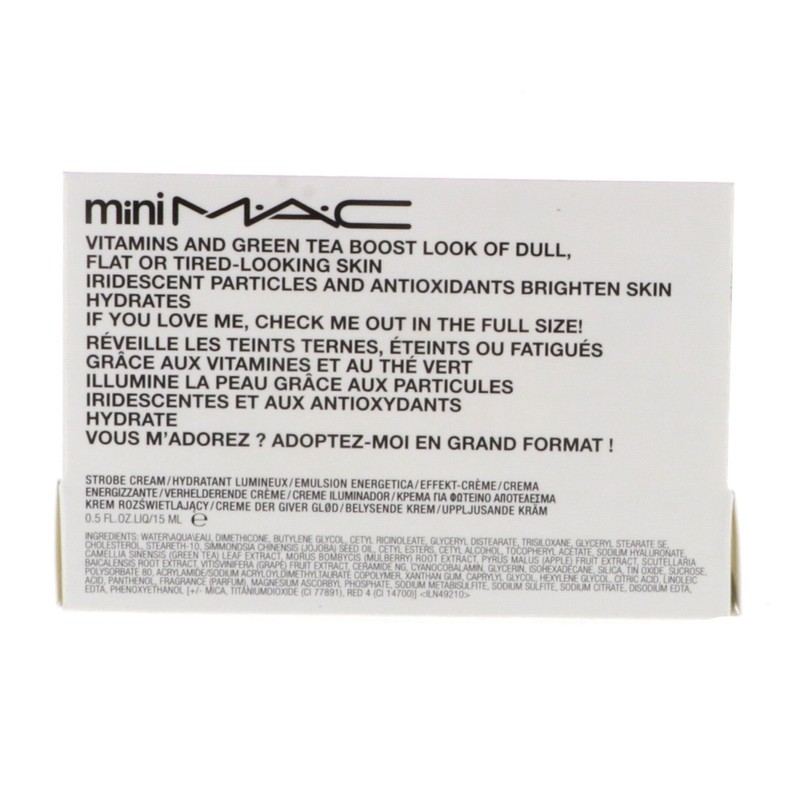 mini M·A·C
VITAMINS AND GREEN TEA BOOST LOOK OF DULL,
FLAT OR TIRED-LOOKING SKIN
IRIDESCENT PARTICLES AND ANTIOXIDANTS BRIGHTEN SKIN
HYDRATES
IF YOU LOVE ME, CHECK ME OUT IN THE FULL SIZE!
RÉVEILLE LES TEINTS TERNES, ÉTEINTS OU FATIGUÉS
GRÂCE AUX VITAMINES ET AU THÉ VERT
ILLUMINE LA PEAU GRÂCE AUX PARTICULES
IRIDESCENTES ET AUX ANTIOXYDANTS
HYDRATE
VOUS M'ADOREZ ? ADOPTEZ-MOI EN GRAND FORMAT !
STROBE CREAM/HYDRATANT LUMINEUX/EMULSION ENERGETICA/EFFEKT-CRÈME/CREMA
ENERGIZZANTE/VERHELDERENDE CRÈME/CREME ILUMINADOR/ΚΡΕΜΑ ΓΙΑ ΦΩΤΕΙΝΟ ΑΠΟΤΕΛΕΣΜΑ
KREM ROZŚWIETLAJĄCY/CREME DER GIVER GLØD/BELYSENDE KREM/UPPLJUSANDE KRÄM
0.5 FL.OZ.LIQ/15 ML ℮
INGREDIENTS: WATER\AQUA\EAU, DIMETHICONE, BUTYLENE GLYCOL, CETYL RICINOLEATE, GLYCERYL DISTEARATE, TRISILOXANE, GLYCERYL STEARATE SE,
CHOLESTEROL, STEARETH-10, SIMMONDSIA CHINENSIS (JOJOBA) SEED OIL, CETYL ESTERS, CETYL ALCOHOL, TOCOPHERYL ACETATE, SODIUM HYALURONATE,
CAMELLIA SINENSIS (GREEN TEA) LEAF EXTRACT, MORUS BOMBYCIS (MULBERRY) ROOT EXTRACT, PYRUS MALUS (APPLE) FRUIT EXTRACT, SCUTELLARIA
BAICALENSIS ROOT EXTRACT, VITIS\VINIFERA (GRAPE) FRUIT EXTRACT, CERAMIDE NG, CYANOCOBALAMIN, GLYCERIN, ISOHEXADECANE, SILICA, TIN OXIDE, SUCROSE,
POLYSORBATE 80, ACRYLAMIDE/SODIUM ACRYLOYLDIMETHYLTAURATE COPOLYMER, XANTHAN GUM, CAPRYLYL GLYCOL, HEXYLENE GLYCOL, CITRIC ACID, LINOLEIC
ACID, PANTHENOL, FRAGRANCE (PARFUM), MAGNESIUM ASCORBYL PHOSPHATE, SODIUM METABISULFITE, SODIUM SULFITE, SODIUM CITRATE, DISODIUM EDTA,
EDTA, PHENOXYETHANOL [+/- MICA, TITANIUM DIOXIDE (CI 77891), RED 4 (CI 14700)] <ILN49210>